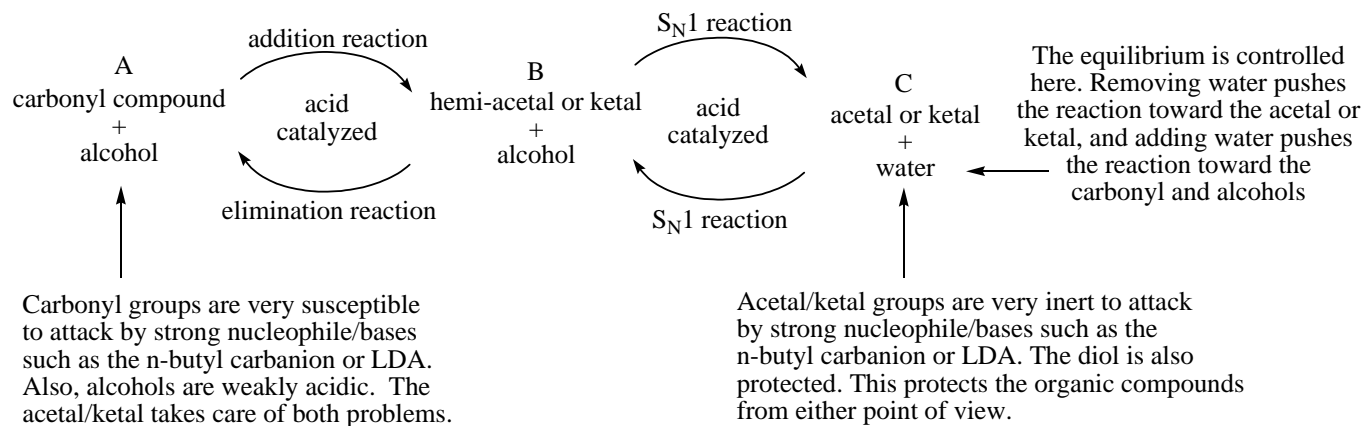 addition reaction
A
carbonyl compound
+
alcohol
acid
catalyzed
elimination reaction
B
hemi-acetal or ketal
+
alcohol
SN1 reaction
acid
catalyzed
SN1 reaction
C
acetal or ketal
+
water
The equilibrium is controlled
here. Removing water pushes
the reaction toward the acetal or
ketal, and adding water pushes
the reaction toward the
carbonyl and alcohols
Carbonyl groups are very susceptible
to attack by strong nucleophile/bases
such as the n-butyl carbanion or LDA.
Also, alcohols are weakly acidic. The
acetal/ketal takes care of both problems.
Acetal/ketal groups are very inert to attack
by strong nucleophile/bases such as the
n-butyl carbanion or LDA. The diol is also
protected. This protects the organic compounds
from either point of view.